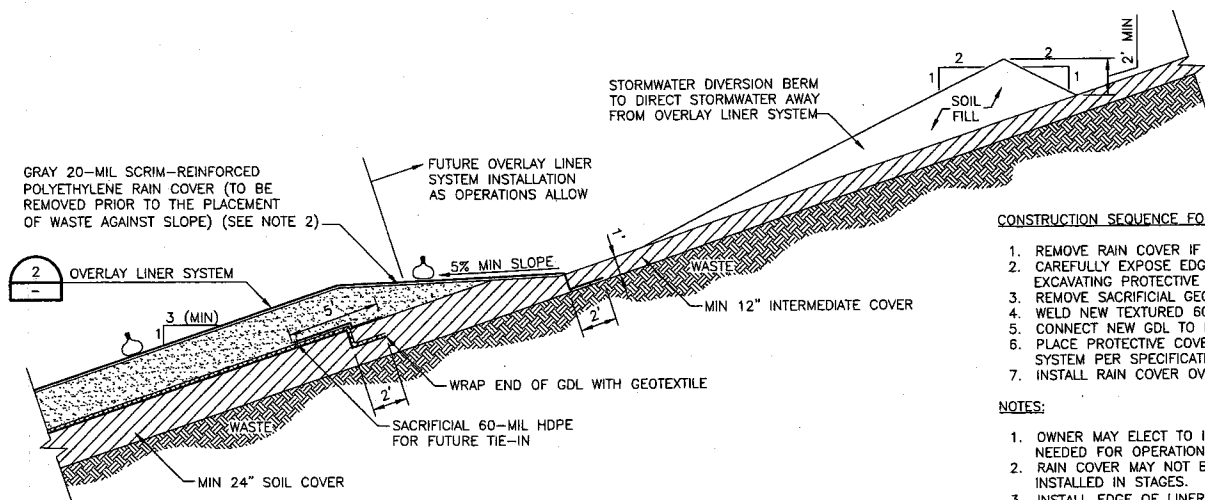 2
2
2' MIN
1
1
STORMWATER DIVERSION BERM
TO DIRECT STORMWATER AWAY
FROM OVERLAY LINER SYSTEM
SOIL
FILL
GRAY 20-MIL SCRIM-REINFORCED
POLYETHYLENE RAIN COVER (TO BE
REMOVED PRIOR TO THE PLACEMENT
OF WASTE AGAINST SLOPE) (SEE NOTE 2)
FUTURE OVERLAY LINER
SYSTEM INSTALLATION
AS OPERATIONS ALLOW
2
-
OVERLAY LINER SYSTEM
5% MIN SLOPE
1'
WASTE
3 (MIN)
1
5'
2'
MIN 12" INTERMEDIATE COVER
WRAP END OF GDL WITH GEOTEXTILE
2'
SACRIFICIAL 60-MIL HDPE
FOR FUTURE TIE-IN
WASTE
MIN 24" SOIL COVER
CONSTRUCTION SEQUENCE FO
1. REMOVE RAIN COVER IF
2. CAREFULLY EXPOSE EDG
EXCAVATING PROTECTIVE
3. REMOVE SACRIFICIAL GEO
4. WELD NEW TEXTURED 60
5. CONNECT NEW GDL TO
6. PLACE PROTECTIVE COVE
SYSTEM PER SPECIFICATI
7. INSTALL RAIN COVER OV
NOTES:
1. OWNER MAY ELECT TO I
NEEDED FOR OPERATION
2. RAIN COVER MAY NOT B
INSTALLED IN STAGES.
3. INSTALL EDGE OF LINER